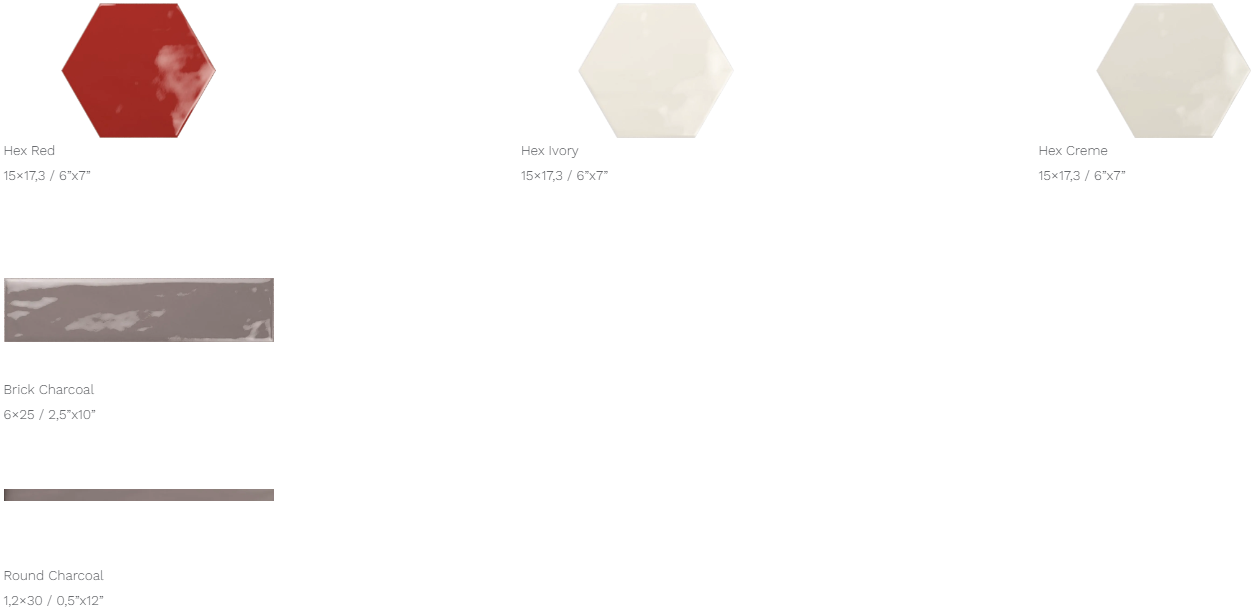 Hex Red
15×17,3 / 6”x7”
Hex Ivory
15×17,3 / 6”x7”
Hex Creme
15×17,3 / 6”x7”
Brick Charcoal
6×25 / 2,5”x10”
Round Charcoal
1,2×30 / 0,5”x12”